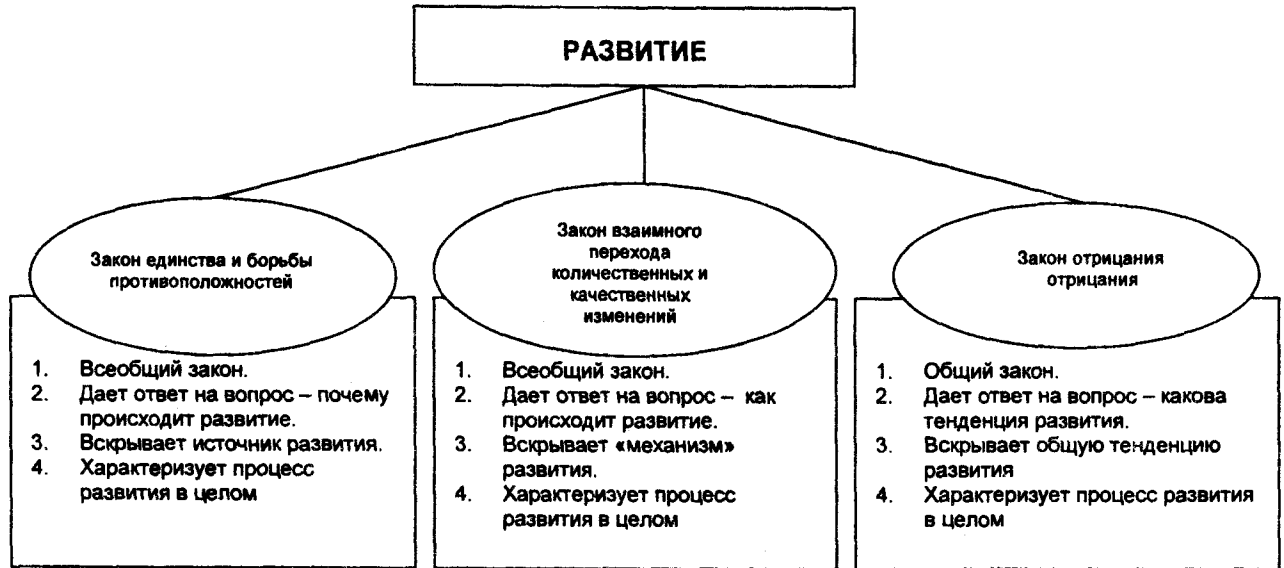 РАЗВИТИЕ
Закон единства и борьбы
противоположностей
1. Всеобщий закон.
2. Дает ответ на вопрос – почему
происходит развитие.
3. Вскрывает источник развития.
4. Характеризует процесс
развития в целом
Закон взаимного
перехода
количественных и
качественных
изменений
1. Всеобщий закон.
2. Дает ответ на вопрос – как
происходит развитие.
3. Вскрывает «механизм»
развития.
4. Характеризует процесс
развития в целом
Закон отрицания
отрицания
1. Общий закон.
2. Дает ответ на вопрос – какова
тенденция развития.
3. Вскрывает общую тенденцию
развития
4. Характеризует процесс развития
в целом